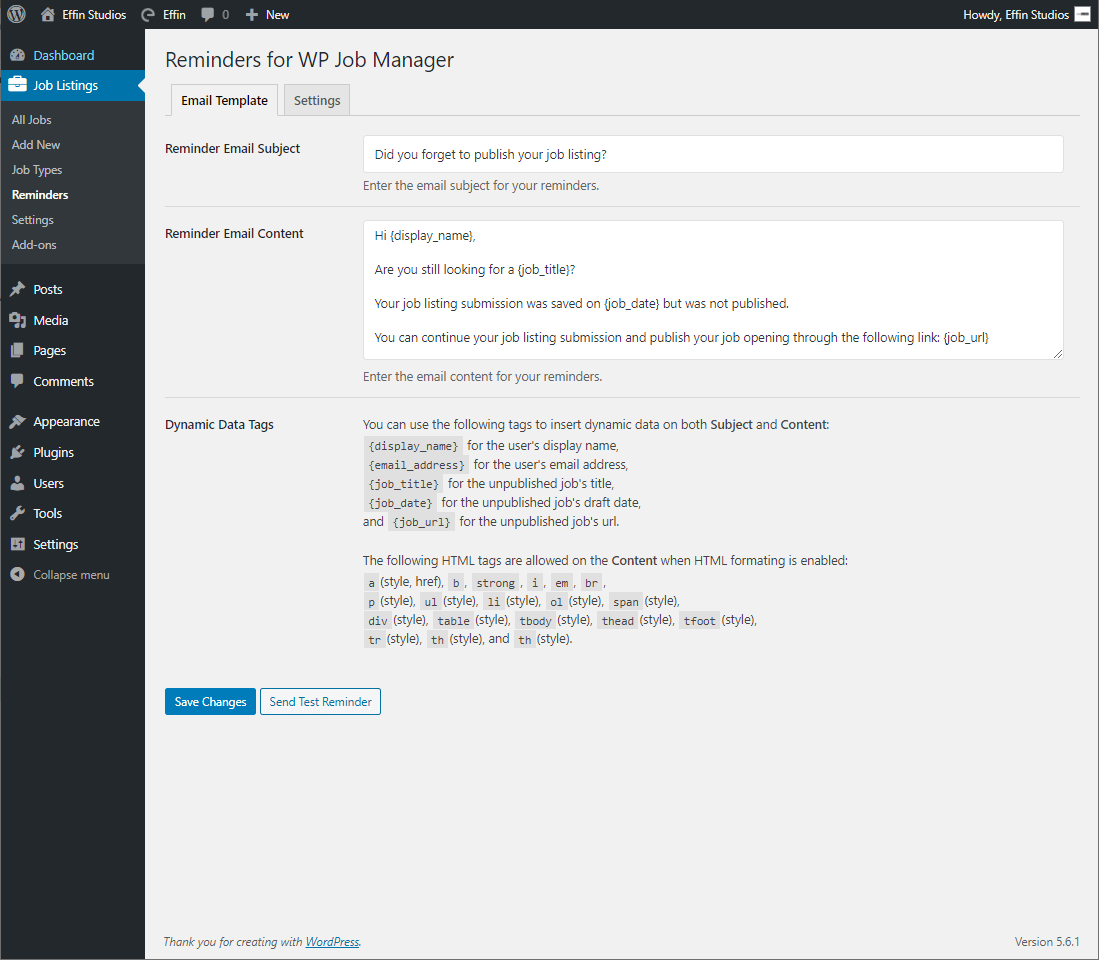 Effin Studios Effin 0 New Howdy, Effin Studios
Dashboard
Job Listings
All Jobs
Add New
Job Types
Reminders
Settings
Add-ons
Posts
Media
Pages
Comments
Appearance
Plugins
Users
Tools
Settings
Collapse menu
Reminders for WP Job Manager
Email Template Settings
Reminder Email Subject
Did you forget to publish your job listing?
Enter the email subject for your reminders.
Reminder Email Content
Hi {display_name},
Are you still looking for a {job_title}?
Your job listing submission was saved on {job_date} but was not published.
You can continue your job listing submission and publish your job opening through the following link: {job_url}
Enter the email content for your reminders.
Dynamic Data Tags
You can use the following tags to insert dynamic data on both Subject and Content:
{display_name} for the user's display name,
{email_address} for the user's email address,
{job_title} for the unpublished job's title,
{job_date} for the unpublished job's draft date,
and {job_url} for the unpublished job's url.
The following HTML tags are allowed on the Content when HTML formating is enabled:
a (style, href), b, strong, i, em, br,
p (style), ul (style), li (style), ol (style), span (style),
div (style), table (style), tbody (style), thead (style), tfoot (style),
tr (style), th (style), and th (style).
Save Changes Send Test Reminder
Thank you for creating with WordPress. Version 5.6.1